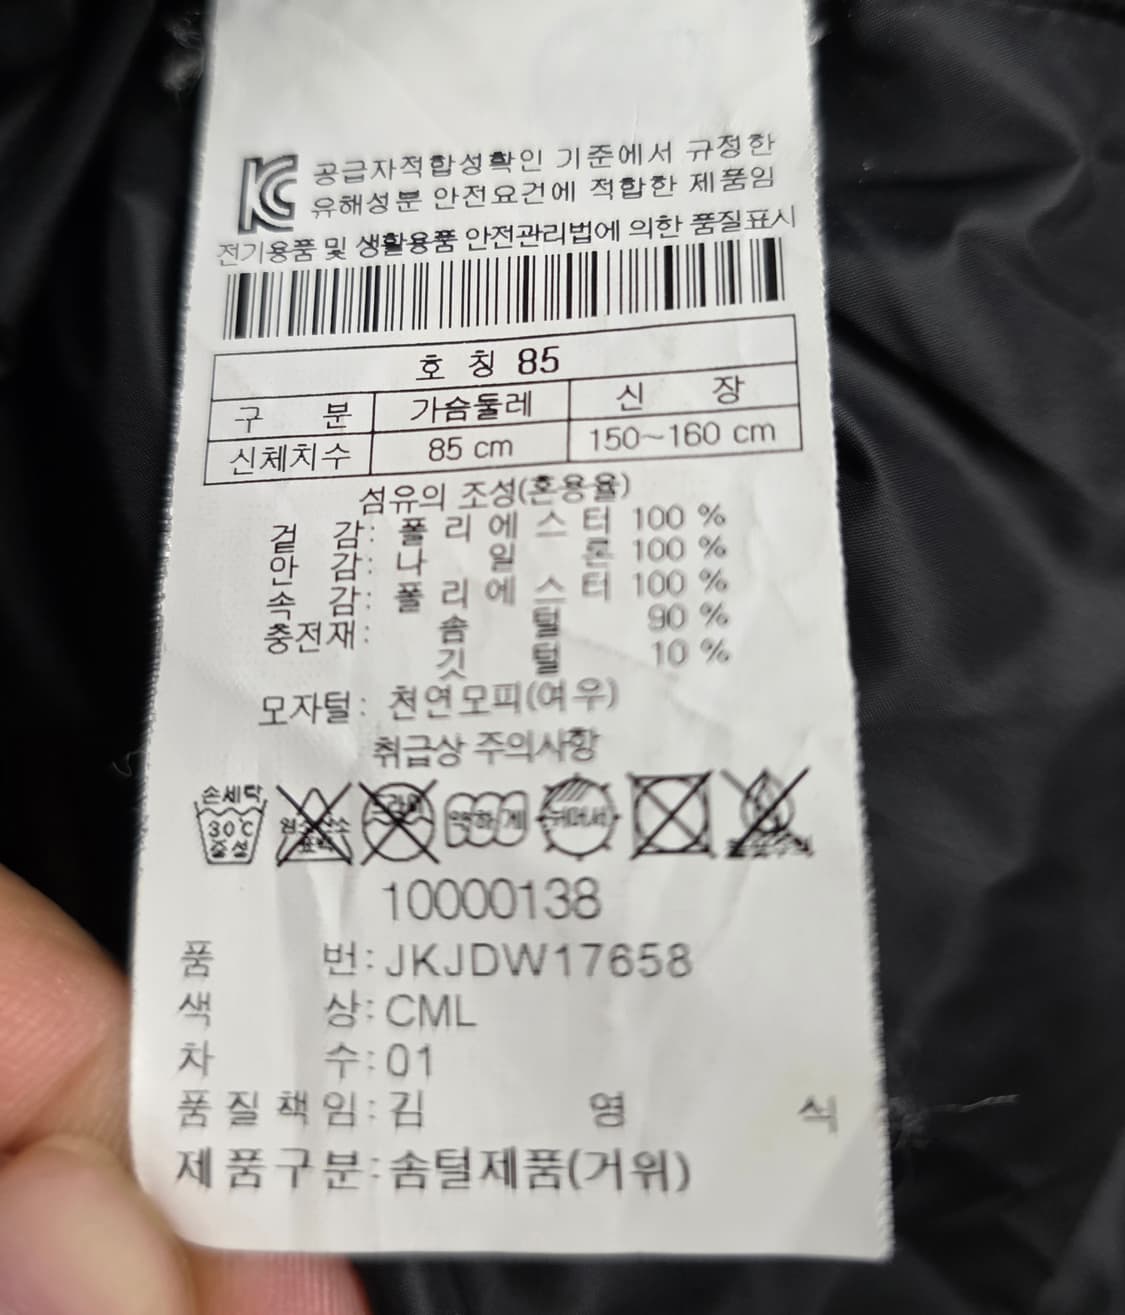 KC 공급자적합성확인 기준에서 규정한
유해성분 안전요건에 적합한 제품임
전기용품 및 생활용품 안전관리법에 의한 품질표시
호 칭 85
구 분 가슴둘레 신 장
신체치수 85 cm 150~160 cm
섬유의 조성(혼용율)
겉 감: 폴 리 에 스 터 100 %
안 감: 나 일 론 100 %
속 감: 폴 리 에 스 터 100 %
충전재: 솜 털 90 %
깃 털 10 %
모자털: 천연모피(여우)
취급상 주의사항
손세탁
30℃ 약하게 뉘어서
중성
10000138
품 번: JKJDW17658
색 상: CML
차 수: 01
품 질 책 임: 김 영 식
제 품 구 분: 솜털제품(거위)